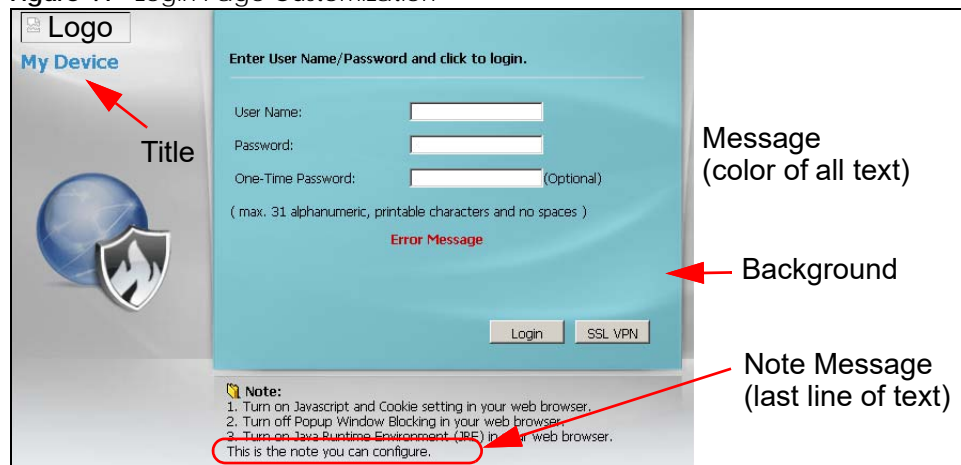 Logo
My Device
Title
Enter User Name/Password and click to login.
User Name:
Password:
One-Time Password:
(Optional)
( max. 31 alphanumeric, printable characters and no spaces )
Error Message
Login
SSL VPN
Message
(color of all text)
Background
Note Message
(last line of text)
Note:
1. Turn on Javascript and Cookie setting in your web browser.
2. Turn off Popup Window Blocking in your web browser.
3. Turn on Java Runtime Environment (JRE) in your web browser.
This is the note you can configure.